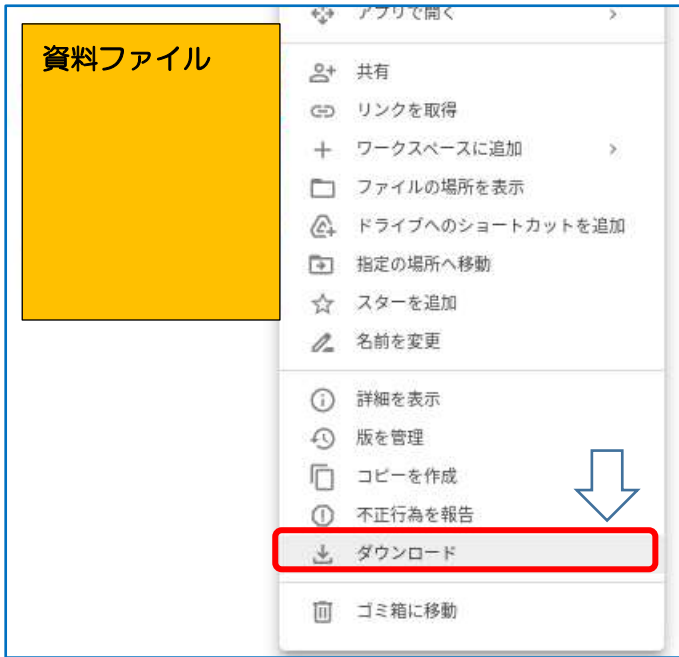 アプリで開く
資料ファイル
共有
リンクを取得
ワークスペースに追加
ファイルの場所を表示
ドライブへのショートカットを追加
指定の場所へ移動
スターを追加
名前を変更
詳細を表示
版を管理
コピーを作成
不正行為を報告
ダウンロード
ゴミ箱に移動